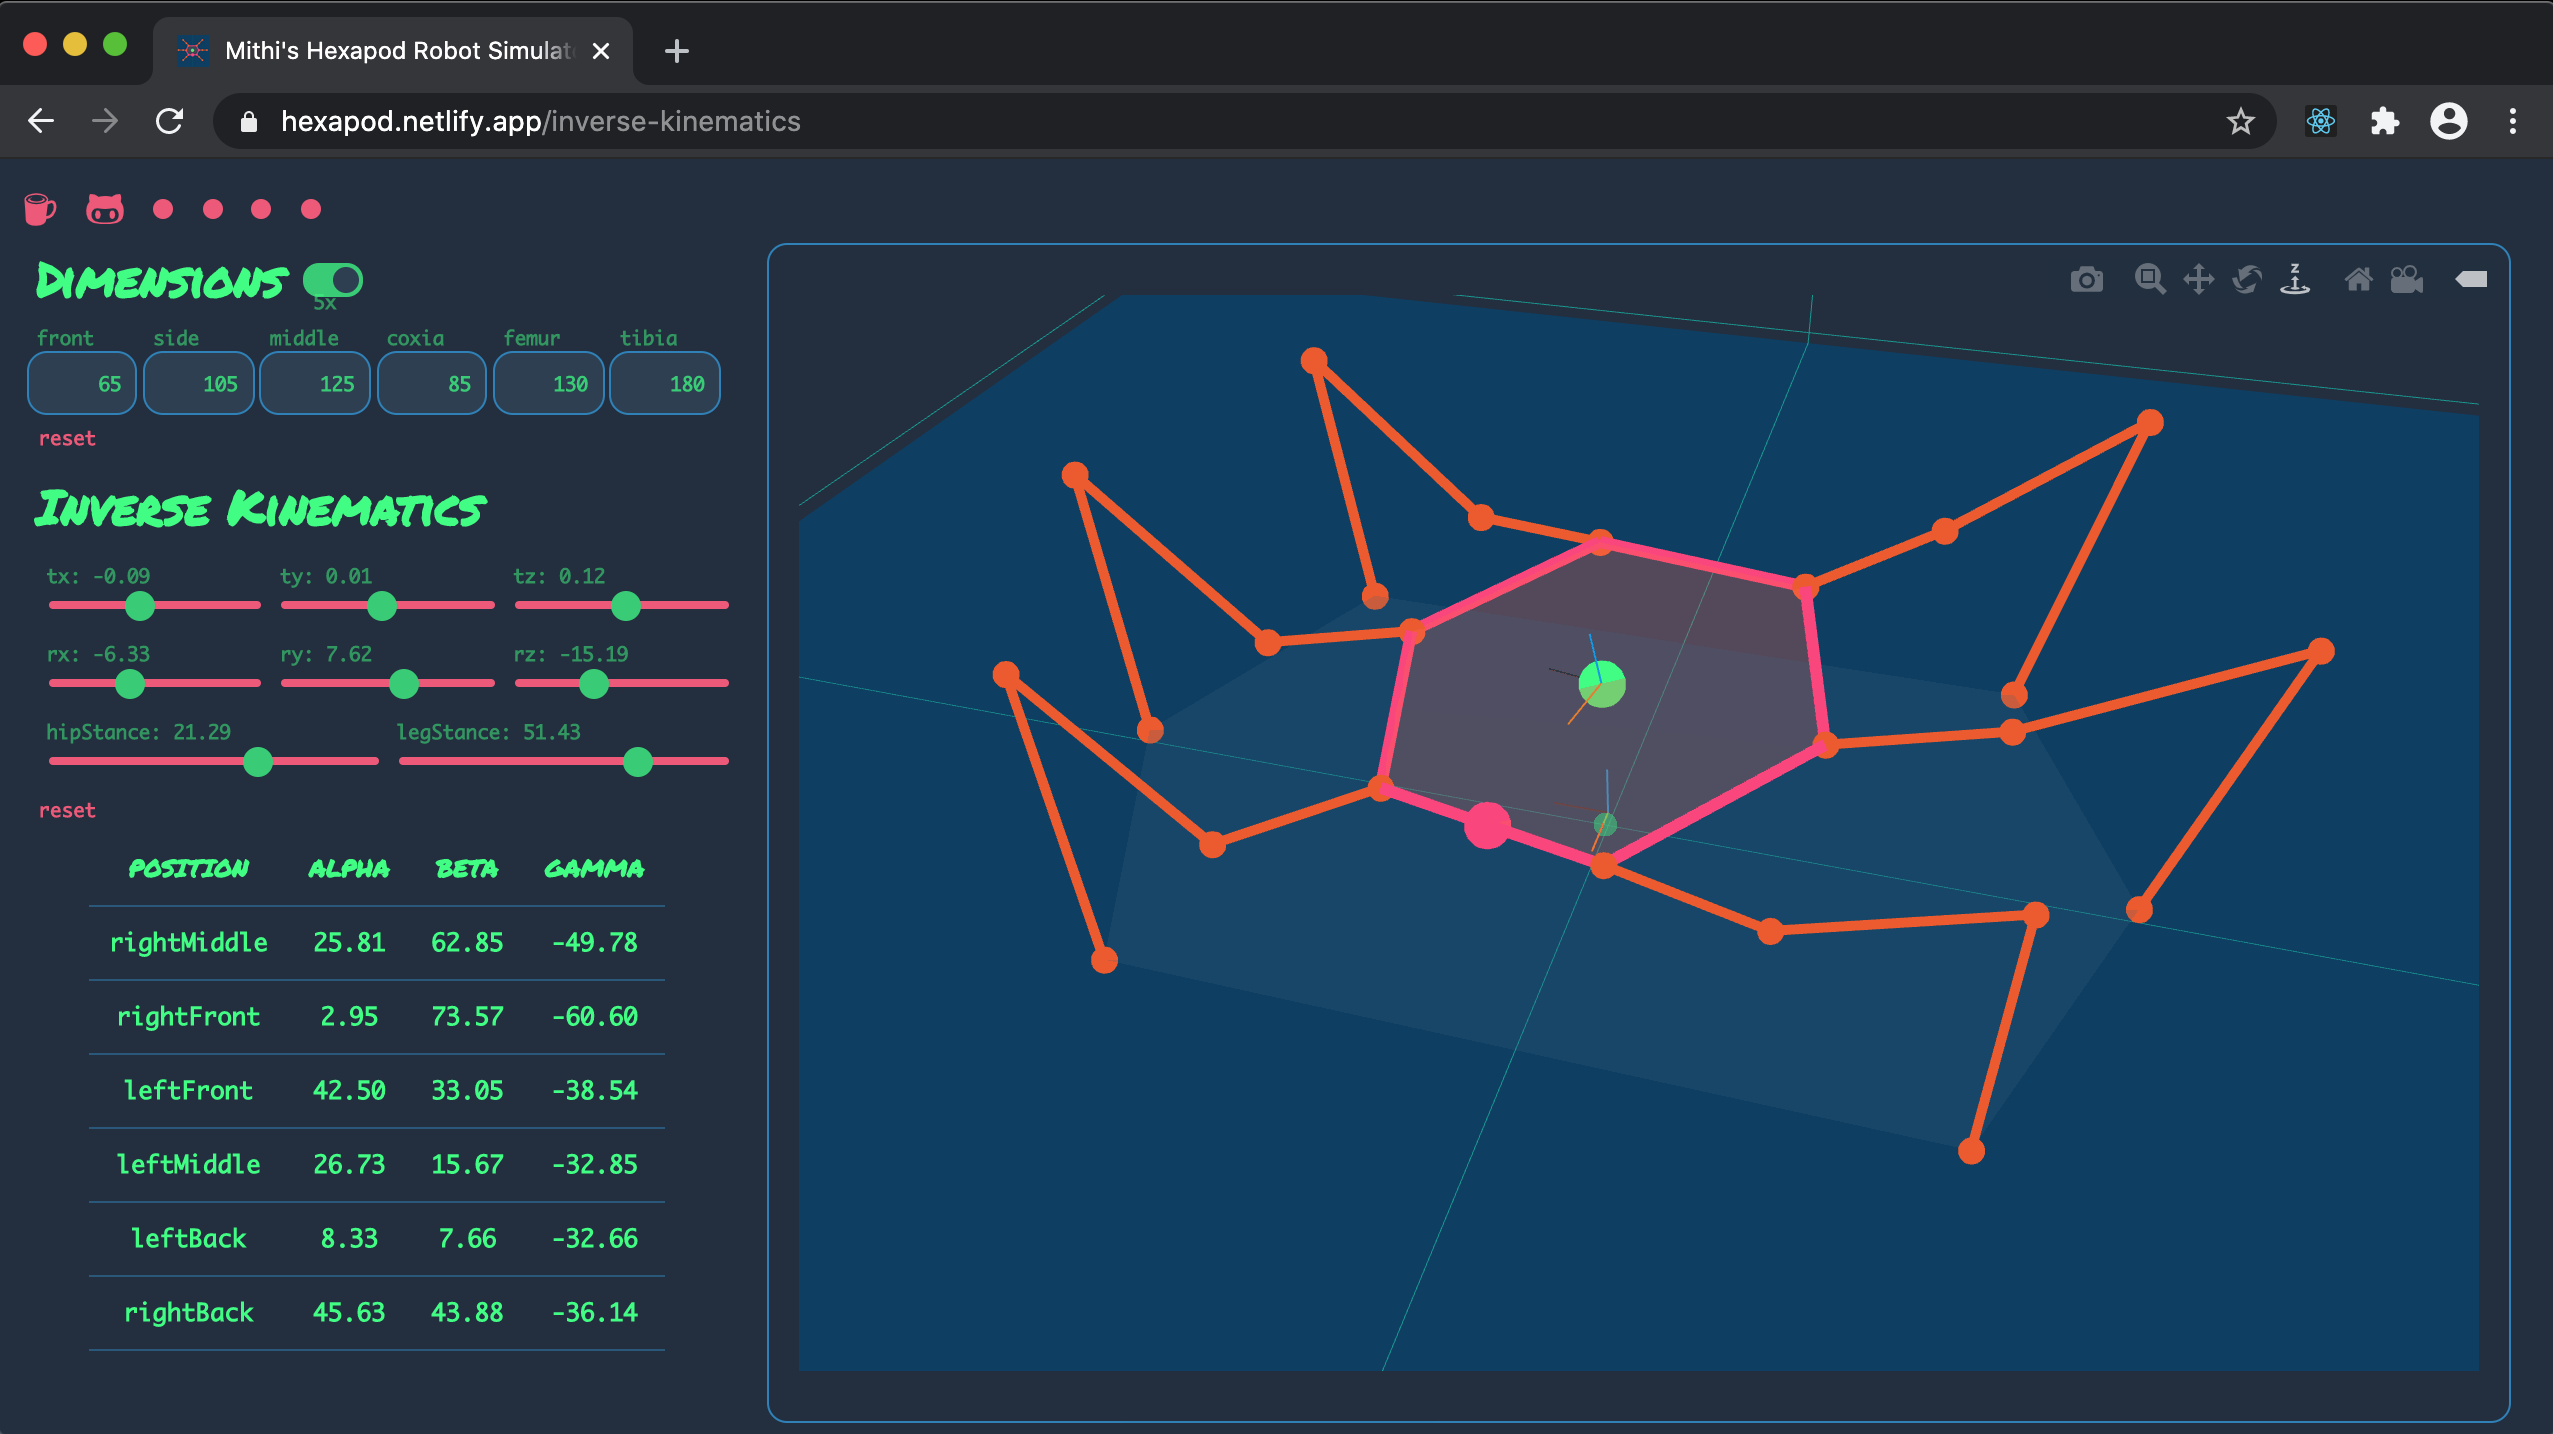 Mithi's Hexapod Robot Simulat
hexapod.netlify.app/inverse-kinematics
DIMENSIONS
5x
front side middle coxia femur tibia
65 105 125 85 130 180
reset
INVERSE KINEMATICS
tx: -0.09 ty: 0.01 tz: 0.12
rx: -6.33 ry: 7.62 rz: -15.19
hipStance: 21.29 legStance: 51.43
reset
POSITION ALPHA BETA GAMMA
rightMiddle 25.81 62.85 -49.78
rightFront 2.95 73.57 -60.60
leftFront 42.50 33.05 -38.54
leftMiddle 26.73 15.67 -32.85
leftBack 8.33 7.66 -32.66
rightBack 45.63 43.88 -36.14
Z